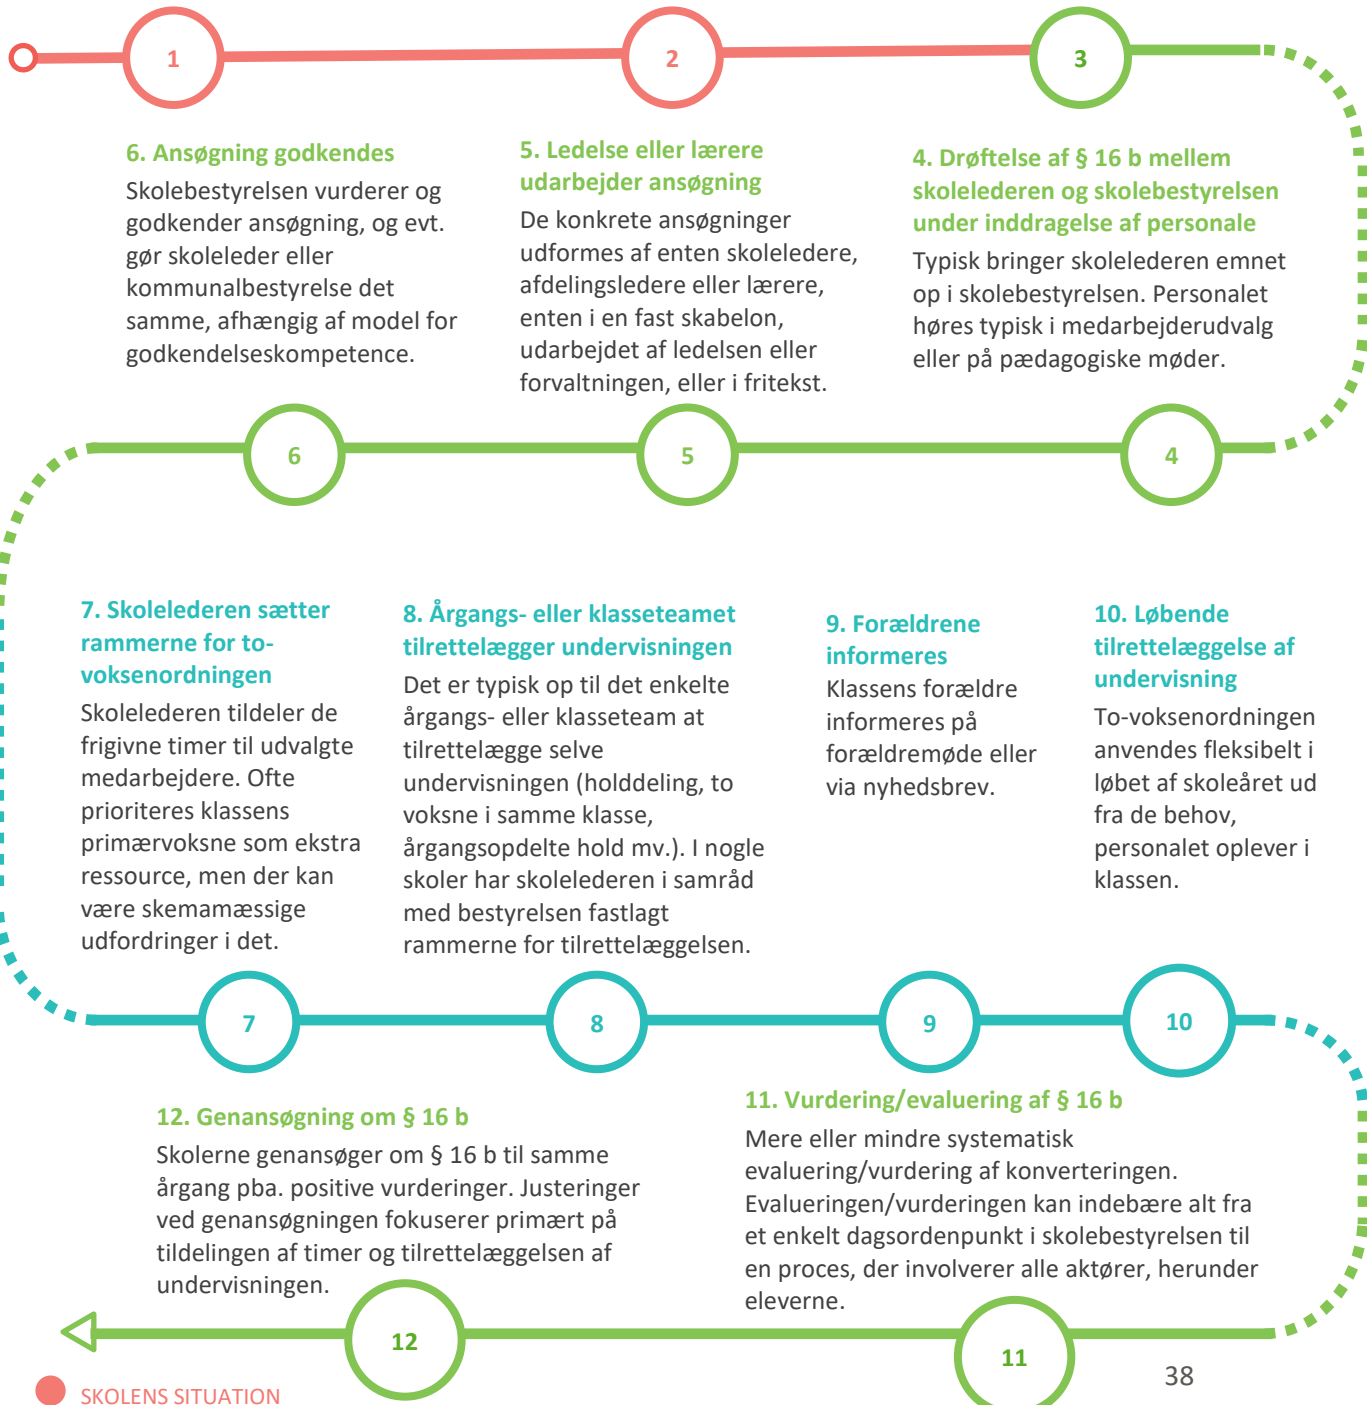 1
2
3
6. Ansøgning godkendes
Skolebestyrelsen vurderer og
godkender ansøgning, og evt.
gør skoleleder eller
kommunalbestyrelse det
samme, afhængig af model for
godkendelseskompetence.
5. Ledelse eller lærere
udarbejder ansøgning
De konkrete ansøgninger
udformes af enten skoleledere,
afdelingsledere eller lærere,
enten i en fast skabelon,
udarbejdet af ledelsen eller
forvaltningen, eller i fritekst.
4. Drøftelse af § 16 b mellem
skolelederen og skolebestyrelsen
under inddragelse af personale
Typisk bringer skolelederen emnet
op i skolebestyrelsen. Personalet
høres typisk i medarbejderudvalg
eller på pædagogiske møder.
6
5
4
7. Skolelederen sætter
rammerne for to-
voksenordningen
Skolelederen tildeler de
frigivne timer til udvalgte
medarbejdere. Ofte
prioriteres klassens
primærvoksne som ekstra
ressource, men der kan
være skemamæssige
udfordringer i det.
8. Årgangs- eller klasseteamet
tilrettelægger undervisningen
Det er typisk op til det enkelte
årgangs- eller klasseteam at
tilrettelægge selve
undervisningen (holddeling, to
voksne i samme klasse,
årgangsopdelte hold mv.). I nogle
skoler har skolelederen i samråd
med bestyrelsen fastlagt
rammerne for tilrettelæggelsen.
9. Forældrene
informeres
Klassens forældre
informeres på
forældremøde eller
via nyhedsbrev.
10. Løbende
tilrettelæggelse af
undervisning
To-voksenordningen
anvendes fleksibelt i
løbet af skoleåret ud
fra de behov,
personalet oplever i
klassen.
7
8
9
10
12. Genansøgning om § 16 b
Skolerne genansøger om § 16 b til samme
årgang pba. positive vurderinger. Justeringer
ved genansøgningen fokuserer primært på
tildelingen af timer og tilrettelæggelsen af
undervisningen.
11. Vurdering/evaluering af § 16 b
Mere eller mindre systematisk
evaluering/vurdering af konverteringen.
Evalueringen/vurderingen kan indebære alt fra
et enkelt dagsordenpunkt i skolebestyrelsen til
en proces, der involverer alle aktører, herunder
eleverne.
12
11
38
SKOLENS SITUATION